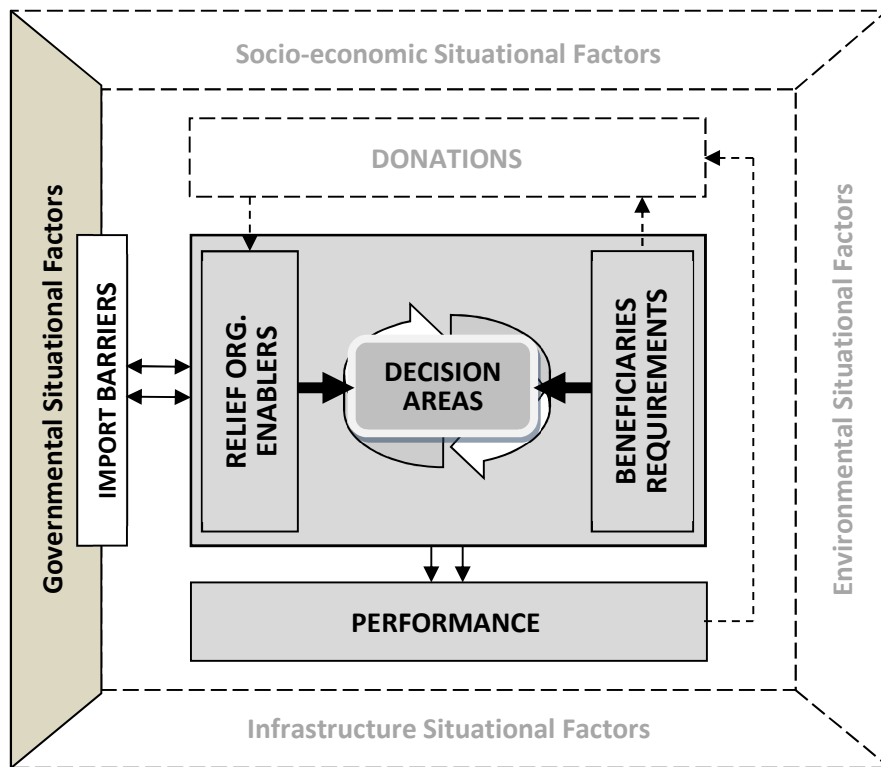 Socio-economic Situational Factors
DONATIONS
Governmental Situational Factors
IMPORT BARRIERS
RELIEF ORG.
ENABLERS
DECISION
AREAS
BENEFICIARIES
REQUIREMENTS
Environmental Situational Factors
PERFORMANCE
Infrastructure Situational Factors